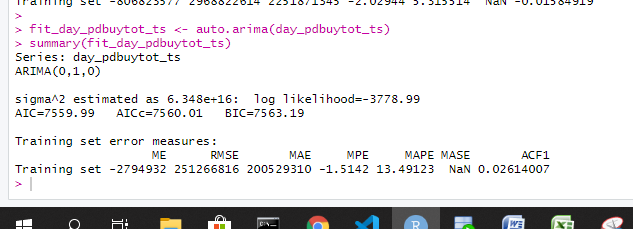 Training set -806823577 2968822614 2251871345 -2.02944 3.315514 NaN -0.01584919
>
> fit_day_pdbuytot_ts <- auto.arima(day_pdbuytot_ts)
> summary(fit_day_pdbuytot_ts)
Series: day_pdbuytot_ts
ARIMA(0,1,0)
sigma^2 estimated as 6.348e+16:  log likelihood=-3778.99
AIC=7559.99   AICc=7560.01   BIC=7563.19
Training set error measures:
ME      RMSE       MAE     MPE     MAPE MASE       ACF1
Training set -2794932 251266816 200529310 -1.5142 13.49123  NaN 0.02614007
>